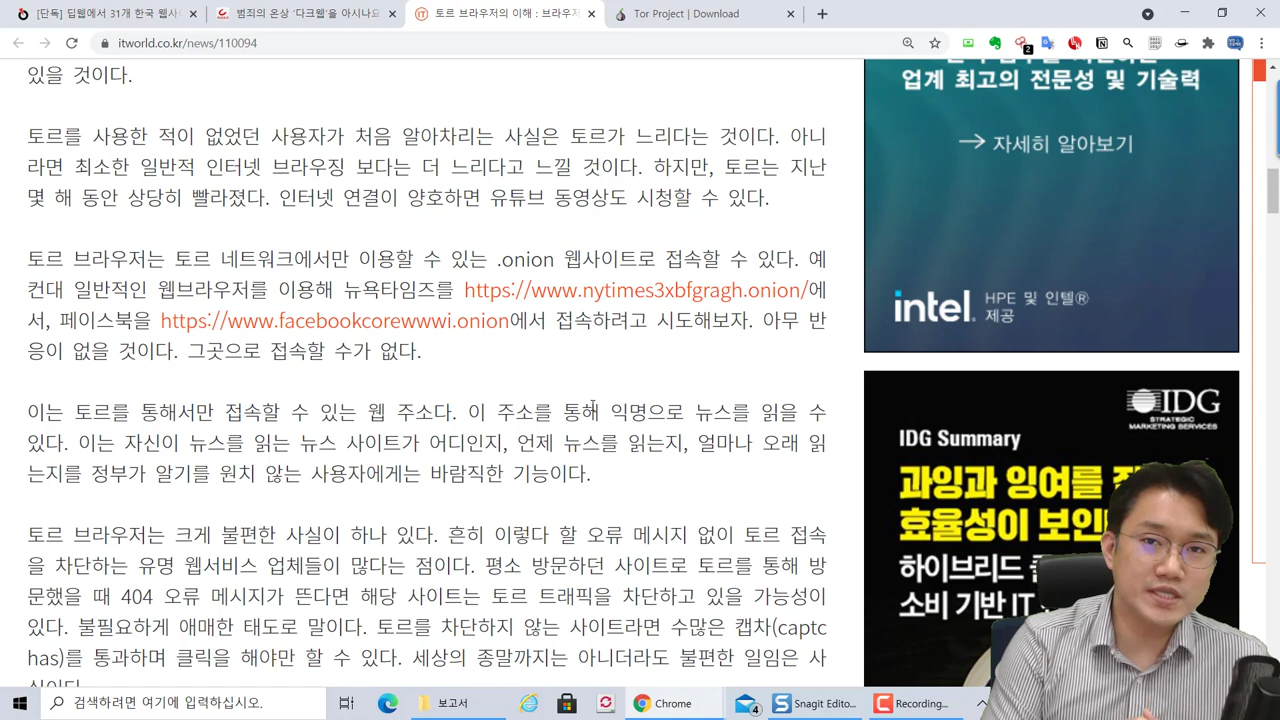 [단독] 딥웹에서 31개 한국 웹사
범죄의 온상 ‘다크웹’을 아시나요
토르 브라우저의 이해 : 브라우저
Tor Project | Download
itworld.co.kr/news/110094
2
있을 것이다.
토르를 사용한 적이 없었던 사용자가 처음 알아차리는 사실은 토르가 느리다는 것이다. 아니
라면 최소한 일반적 인터넷 브라우징 보다는 더 느리다고 느낄 것이다. 하지만, 토르는 지난
몇 해 동안 상당히 빨라졌다. 인터넷 연결이 양호하면 유튜브 동영상도 시청할 수 있다.
토르 브라우저는 토르 네트워크에서만 이용할 수 있는 .onion 웹사이트로 접속할 수 있다. 예
컨대 일반적인 웹브라우저를 이용해 뉴욕타임즈를 https://www.nytimes3xbfgragh.onion/에
서, 페이스북을 https://www.facebookcorewwwi.onion에서 접속하려고 시도해보자. 아무 반
응이 없을 것이다. 그곳으로 접속할 수가 없다.
이는 토르를 통해서만 접속할 수 있는 웹 주소다. 이 주소를 통해 익명으로 뉴스를 읽을 수
있다. 이는 자신이 뉴스를 읽는 뉴스 사이트가 어디인지, 언제 뉴스를 읽는지, 얼마나 오래 읽
는지를 정부가 알기를 원치 않는 사용자에게는 바람직한 기능이다.
토르 브라우저는 크게 불편한 사실이 하나 있다. 흔히 이렇다 할 오류 메시지 없이 토르 접속
을 차단하는 유명 웹서비스 업체들이 많다는 점이다. 평소 방문하던 사이트로 토르를 통해 방
문했을 때 404 오류 메시지가 뜬다면 해당 사이트는 토르 트래픽을 차단하고 있을 가능성이
있다. 불필요하게 애매한 태도로 말이다. 토르를 차단하지 않는 사이트라면 수많은 캡차(captc
has)를 통과하며 클릭을 해야만 할 수 있다. 세상의 종말까지는 아니더라도 불편한 일임은 사
실이다.
업계 최고의 전문성 및 기술력
→ 자세히 알아보기
intel. HPE 및 인텔®
제공
IDG
STRATEGIC
MARKETING SERVICES
IDG Summary
과잉과 잉여를
효율성이 보인
하이브리드
소비 기반 IT
검색하려면 여기에 입력하십시오.
보고서
Chrome
4
Snagit Edito...
Recording...